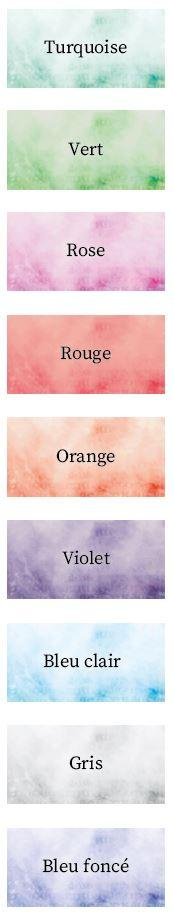 Turquoise
Vert
Rose
Rouge
Orange
Violet
Bleu clair
Gris
Bleu foncé